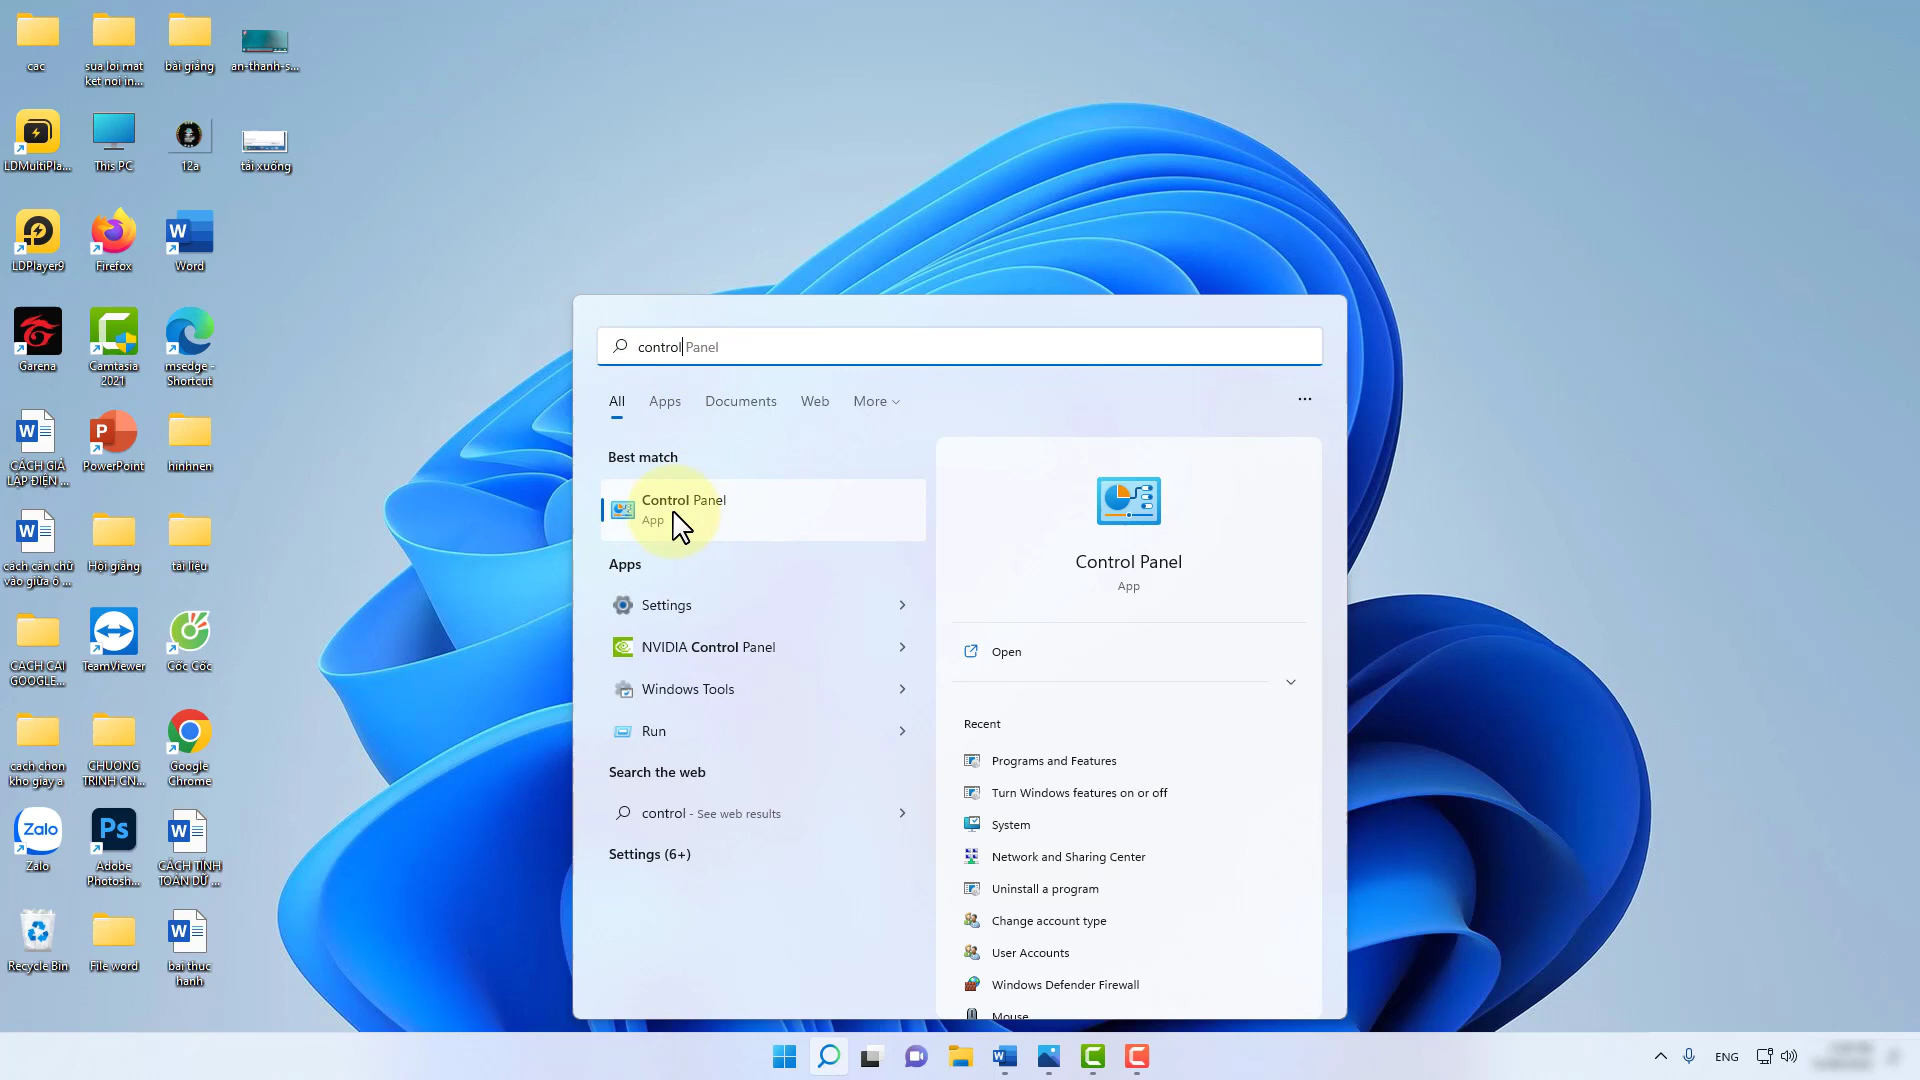 cac
sua loi mat
ket noi in...
bài giảng
an-thanh-s...
LDMultiPla...
This PC
12a
tải xuống
LDPlayer9
Firefox
Word
Garena
Camtasia
2021
msedge -
Shortcut
CÁCH GIẢ
LẬP ĐIỆN ...
PowerPoint
hinhnen
cách căn chữ
vào giữa ô ...
Hội giảng
tài liệu
CACH CAI
GOOGLE...
TeamViewer
Cốc Cốc
cach chon
kho giay a
CHUONG
TRINH CN...
Google
Chrome
Zalo
Zalo
Ps
Adobe
Photosh...
CÁCH TÍNH
TOÁN DỮ ...
Recycle Bin
File word
bai thuc
hanh
control Panel
All
Apps
Documents
Web
More
Best match
Control Panel
App
Apps
Settings
NVIDIA Control Panel
Windows Tools
Run
Search the web
control - See web results
Settings (6+)
Control Panel
App
Open
Recent
Programs and Features
Turn Windows features on or off
System
Network and Sharing Center
Uninstall a program
Change account type
User Accounts
Windows Defender Firewall
Mouse
ENG